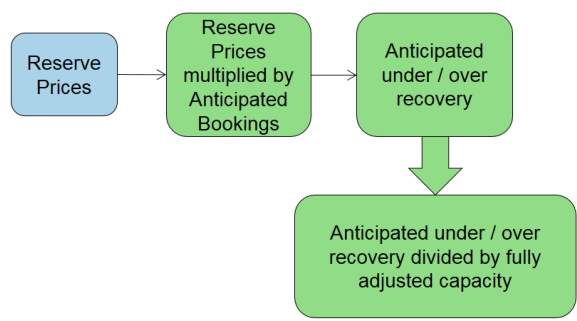 Reserve
Prices
Reserve
Prices
multiplied by
Anticipated
Bookings
Anticipated
under / over
recovery
Anticipated under / over
recovery divided by fully
adjusted capacity